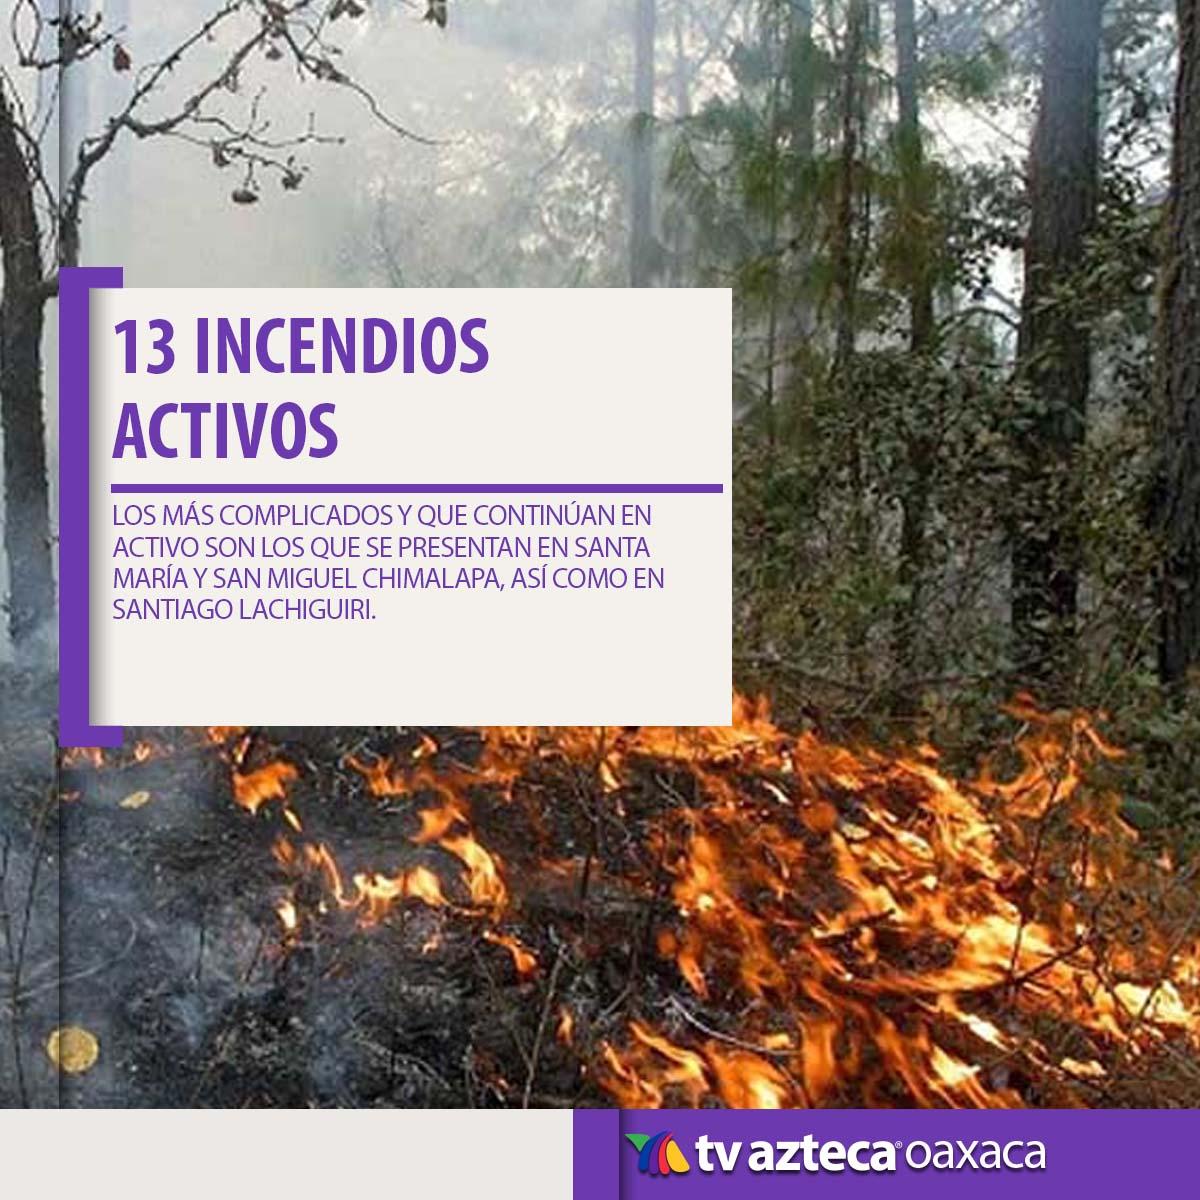 13 INCENDIOS
ACTIVOS
LOS MÁS COMPLICADOS Y QUE CONTINÚAN EN
ACTIVO SON LOS QUE SE PRESENTAN EN SANTA
MARÍA Y SAN MIGUEL CHIMALAPA, ASÍ COMO EN
SANTIAGO LACHIGUIRI.
tv azteca® oaxaca